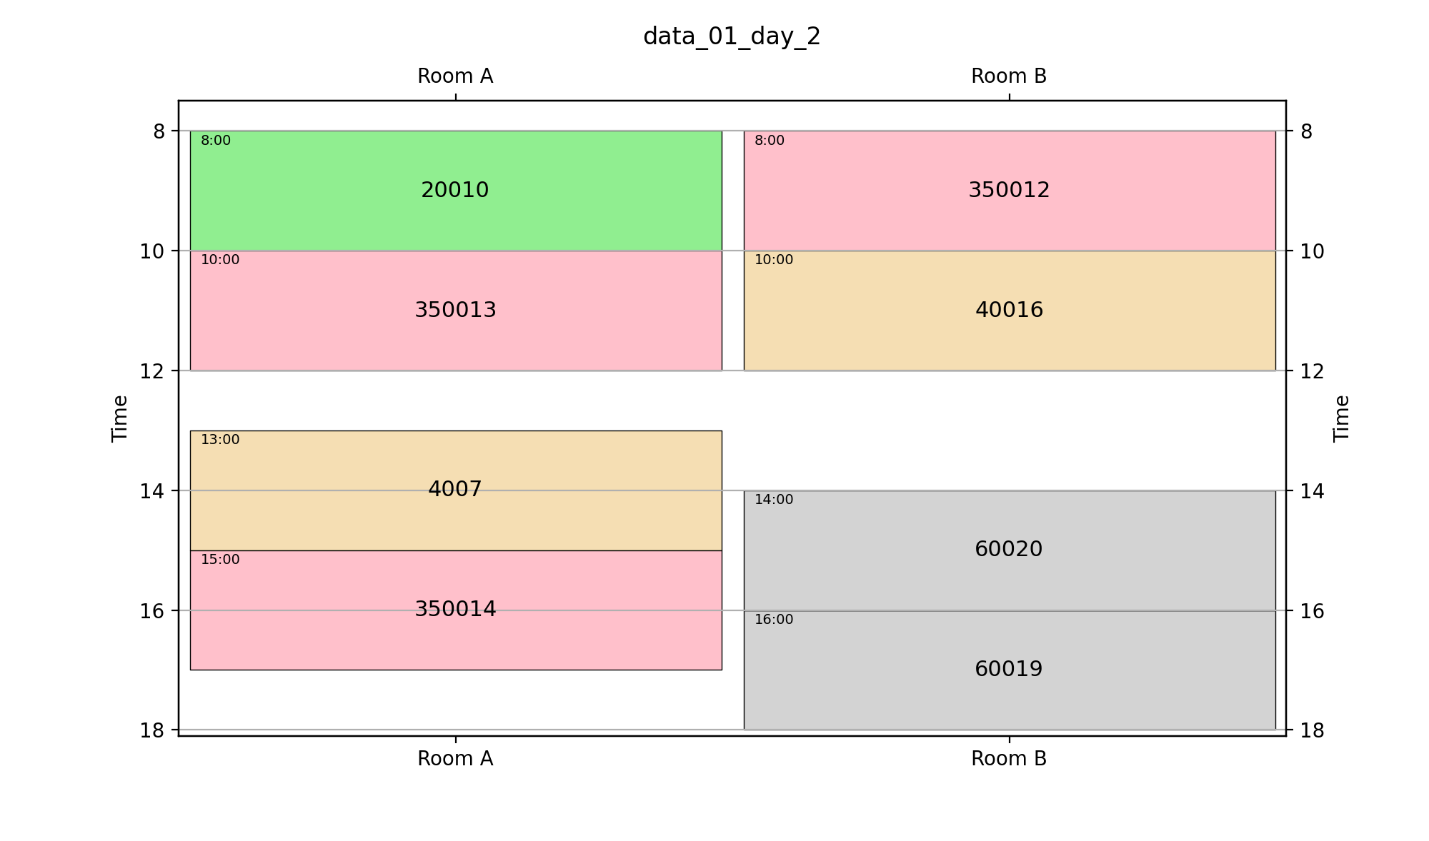 data_01_day_2
Room A Room B
8 8:00 8:00 8
20010 350012
10 10:00 10:00 10
350013 40016
12 12
Time Time
13:00
14 4007 14:00 14
15:00 60020
16 350014 16:00 16
60019
18 18
Room A Room B